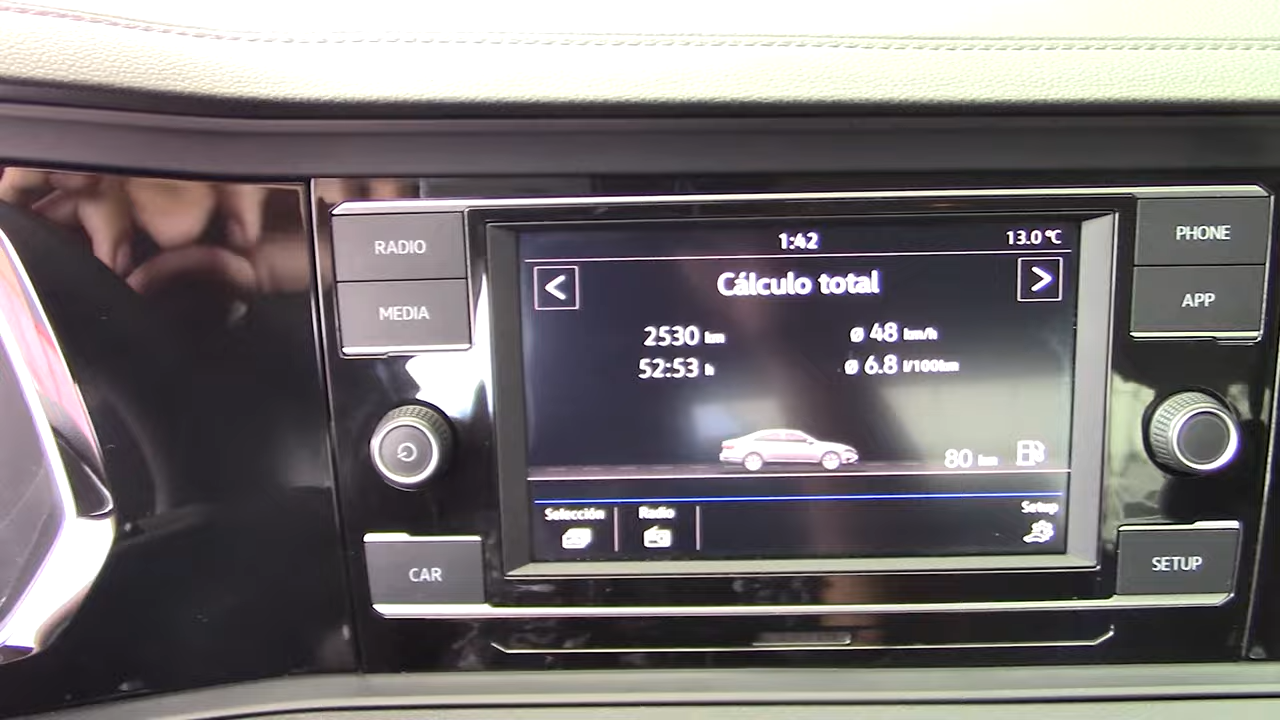 RADIO
MEDIA
CAR
1:42
13.0 °C
<
Cálculo total
>
2530 km
ø 48 km/h
52:53 h
ø 6.8 l/100km
80 km
Selección
Radio
Setup
PHONE
APP
SETUP